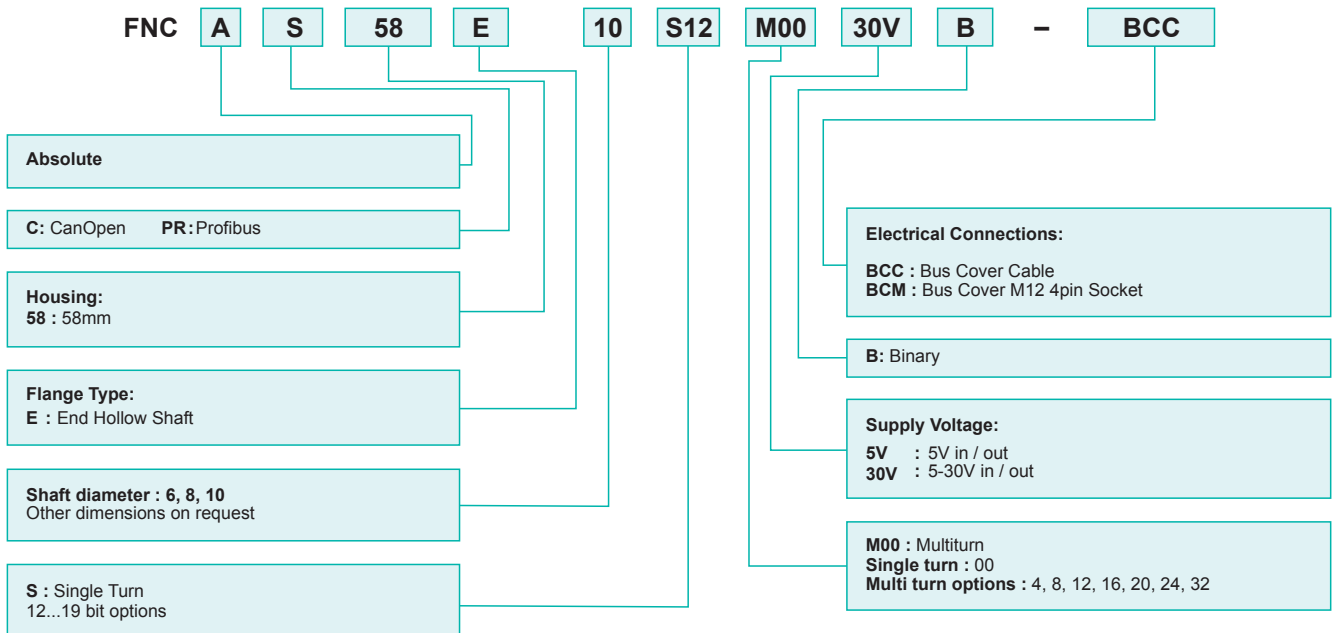 FNC A S 58 E 10 S12 M00 30V B – BCC
Absolute
C: CanOpen PR: Profibus
Housing:
58 : 58mm
Flange Type:
E : End Hollow Shaft
Shaft diameter : 6, 8, 10
Other dimensions on request
S : Single Turn
12...19 bit options
Electrical Connections:
BCC : Bus Cover Cable
BCM : Bus Cover M12 4pin Socket
B: Binary
Supply Voltage:
5V : 5V in / out
30V : 5-30V in / out
M00 : Multiturn
Single turn : 00
Multi turn options : 4, 8, 12, 16, 20, 24, 32